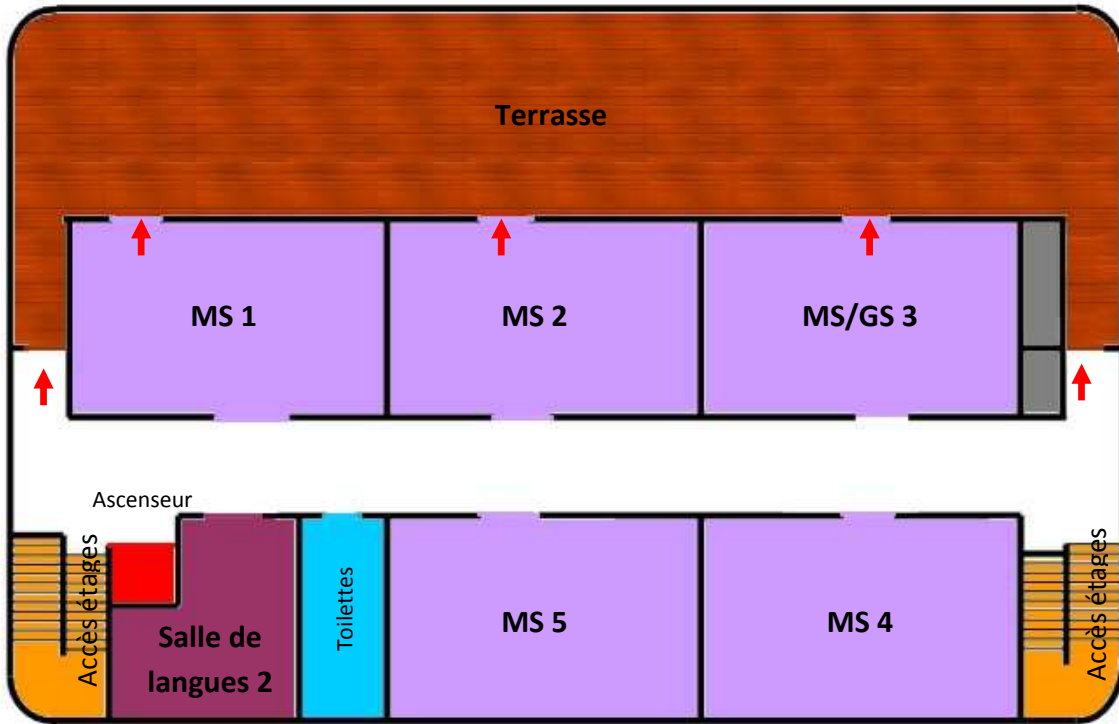 Terrasse
MS 1
MS 2
MS/GS 3
Ascenseur
Accès étages
Salle de
langues 2
Toilettes
MS 5
MS 4
Accès étages